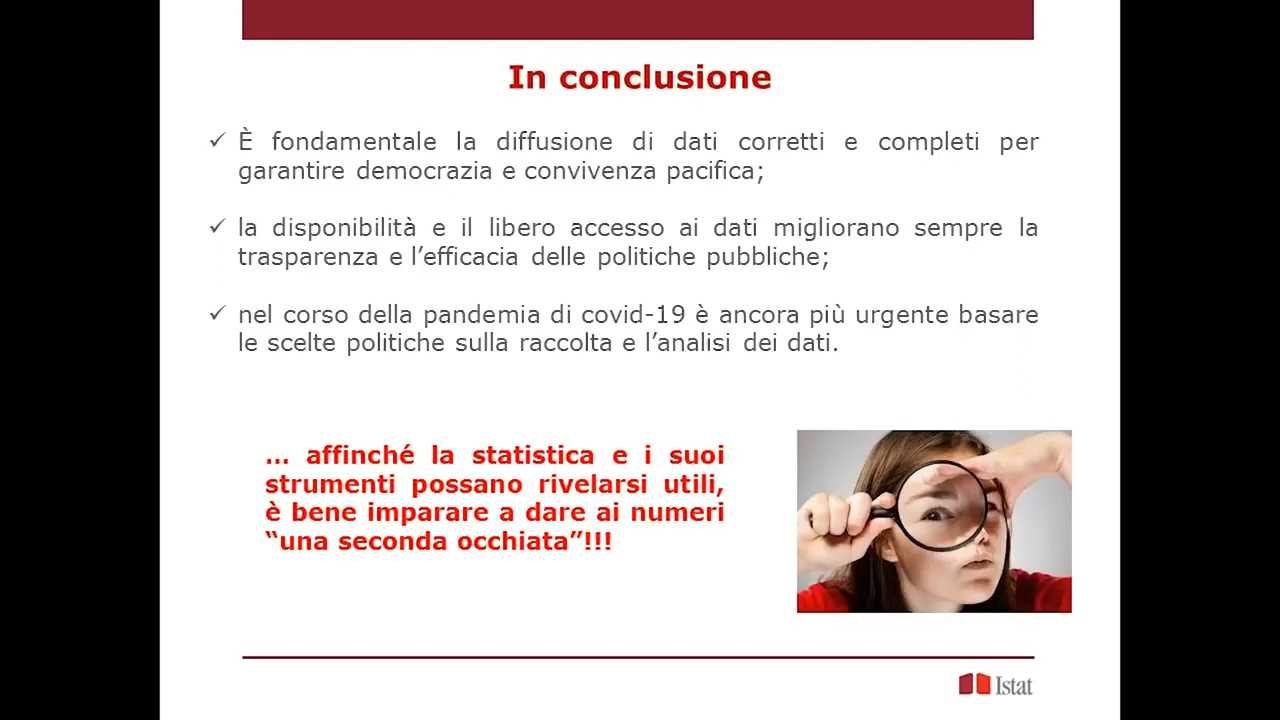 In conclusione
✓ È fondamentale la diffusione di dati corretti e completi per
garantire democrazia e convivenza pacifica;
✓ la disponibilità e il libero accesso ai dati migliorano sempre la
trasparenza e l’efficacia delle politiche pubbliche;
✓ nel corso della pandemia di covid-19 è ancora più urgente basare
le scelte politiche sulla raccolta e l’analisi dei dati.
… affinché la statistica e i suoi
strumenti possano rivelarsi utili,
è bene imparare a dare ai numeri
“una seconda occhiata”!!!
Istat